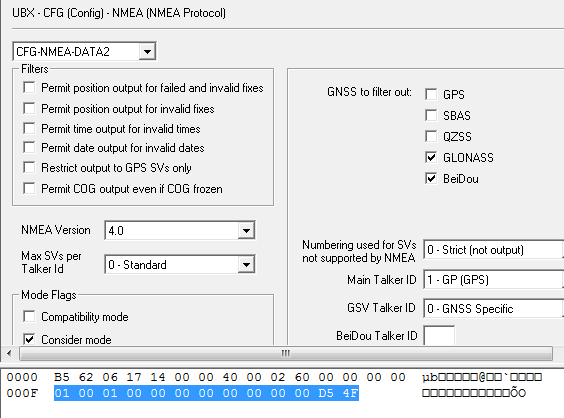 UBX - CFG (Config) - NMEA (NMEA Protocol)
CFG-NMEA-DATA2
Filters
Permit position output for failed and invalid fixes
Permit position output for invalid fixes
Permit time output for invalid times
Permit date output for invalid dates
Restrict output to GPS SVs only
Permit COG output even if COG frozen
GNSS to filter out:
GPS
SBAS
QZSS
GLONASS
BeiDou
NMEA Version
4.0
Max SVs per
Talker Id
0 - Standard
Numbering used for SVs
not supported by NMEA
0 - Strict (not output)
Main Talker ID
1 - GP (GPS)
GSV Talker ID
0 - GNSS Specific
BeiDou Talker ID
Mode Flags
Compatibility mode
Consider mode
0000 B5 62 06 17 14 00 00 40 00 02 60 00 00 00 00 µb□□□□□@□□`□□□□
000F 01 00 01 00 00 00 00 00 00 00 00 D5 4F □□□□□□□□□□□Õo